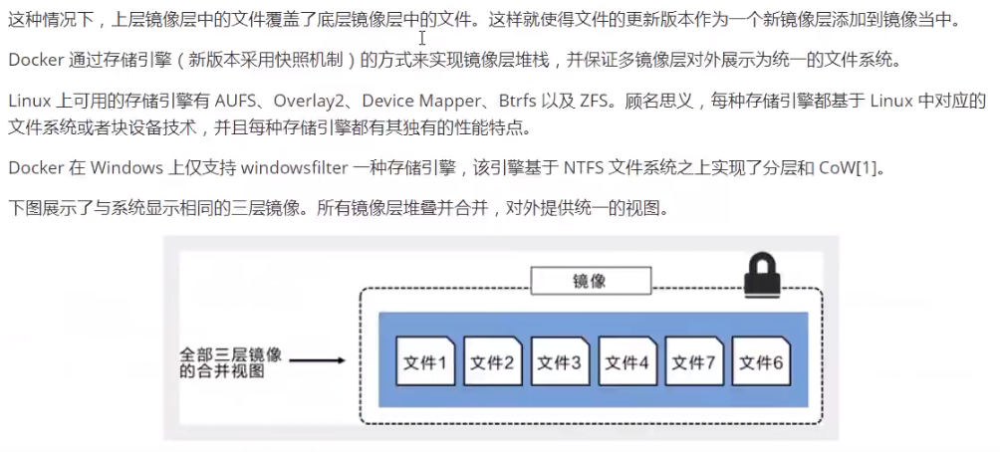 这种情况下，上层镜像层中的文件覆盖了底层镜像层中的文件。这样就使得文件的更新版本作为一个新镜像层添加到镜像当中。
Docker 通过存储引擎（新版本采用快照机制）的方式来实现镜像层堆栈，并保证多镜像层对外展示为统一的文件系统。
Linux 上可用的存储引擎有 AUFS、Overlay2、Device Mapper、Btrfs 以及 ZFS。顾名思义，每种存储引擎都基于 Linux 中对应的
文件系统或者块设备技术，并且每种存储引擎都有其独有的性能特点。
Docker 在 Windows 上仅支持 windowsfilter 一种存储引擎，该引擎基于 NTFS 文件系统之上实现了分层和 CoW[1]。
下图展示了与系统显示相同的三层镜像。所有镜像层堆叠并合并，对外提供统一的视图。
镜像
全部三层镜像
的合并视图
文件1 文件2 文件3 文件4 文件7 文件6